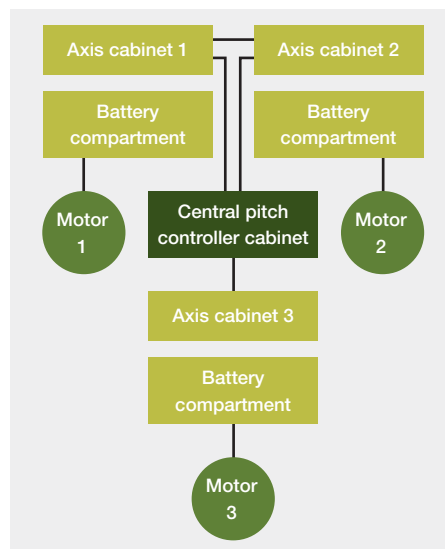 Axis cabinet 1
Axis cabinet 2
Battery
compartment
Battery
compartment
Motor
1
Central pitch
controller cabinet
Motor
2
Axis cabinet 3
Battery
compartment
Motor
3